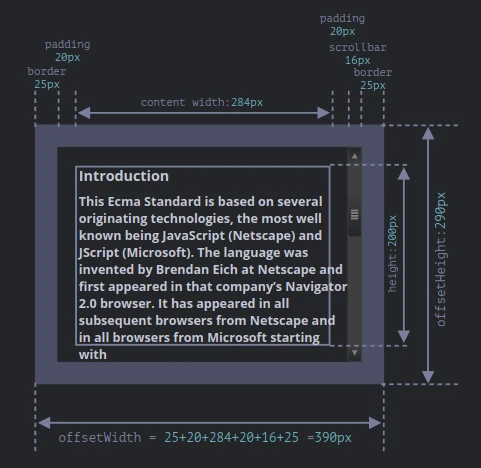 padding
20px
padding
20px
scrollbar
16px
border
25px
border
25px
content width:284px
Introduction
This Ecma Standard is based on several
originating technologies, the most well
known being JavaScript (Netscape) and
JScript (Microsoft). The language was
invented by Brendan Eich at Netscape and
first appeared in that company's Navigator
2.0 browser. It has appeared in all
subsequent browsers from Netscape and
in all browsers from Microsoft starting
with
height:200px
offsetHeight:290px
offsetWidth = 25+20+284+20+16+25 =390px